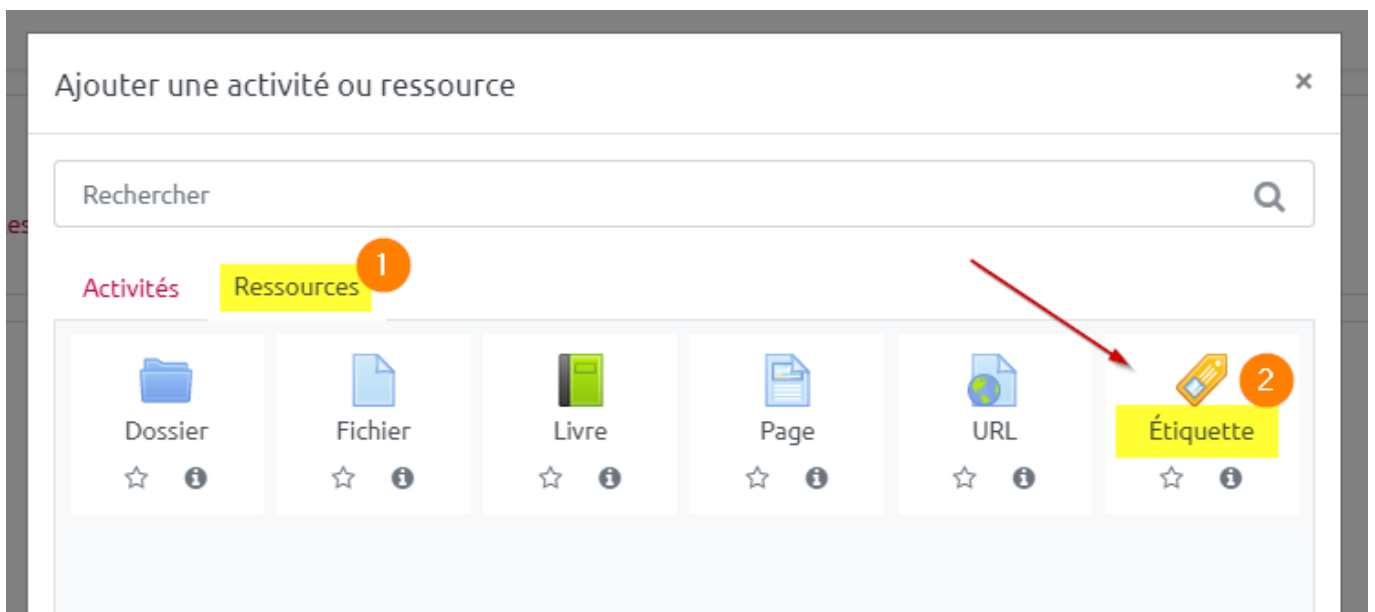 Ajouter une activité ou ressource ×
Rechercher
Activités Ressources 1
2
Dossier Fichier Livre Page URL Étiquette